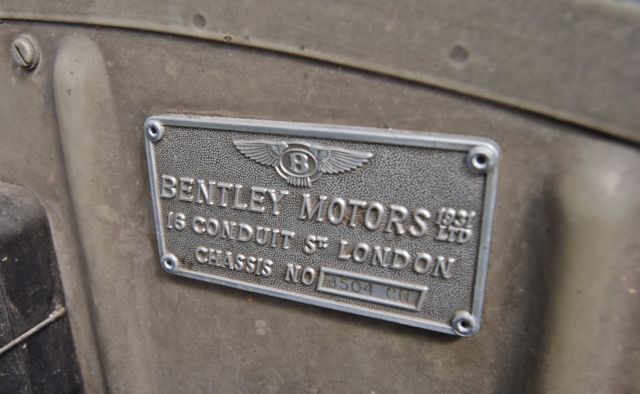 B
BENTLEY MOTORS 1931 LTD
16 CONDUIT ST. LONDON
CHASSIS NO B504 CN